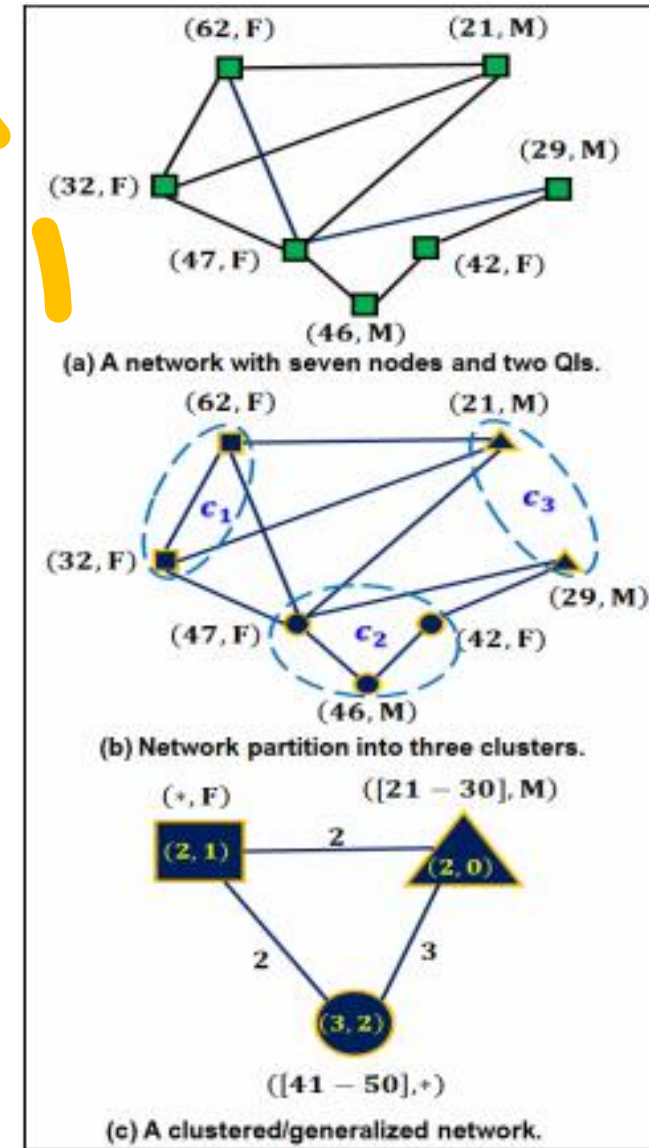 (62, F) (21, M)
(29, M)
(32, F)
(47, F) (42, F)
(46, M)
(a) A network with seven nodes and two QIs.
(62, F) (21, M)
c₁ c₃
(32, F) (29, M)
(47, F) c₂ (42, F)
(46, M)
(b) Network partition into three clusters.
(*, F) ([21 − 30], M)
(2, 1) 2 (2, 0)
2 3
(3, 2)
([41 − 50], *)
(c) A clustered/generalized network.